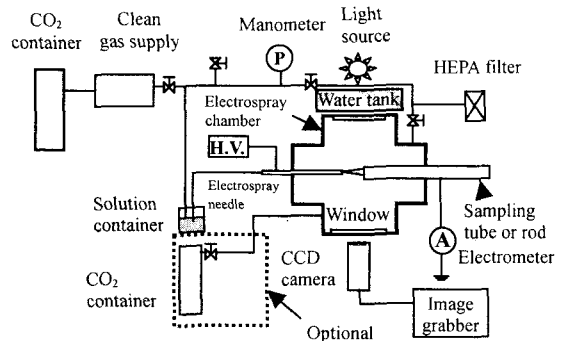 CO2
container
Clean
gas supply
Manometer
Light
source
P
HEPA filter
Water tank
Electrospray
chamber
H.V.
Electrospray
needle
Solution
container
Window
Sampling
tube or rod
A
Electrometer
CO2
container
CCD
camera
Optional
Image
grabber